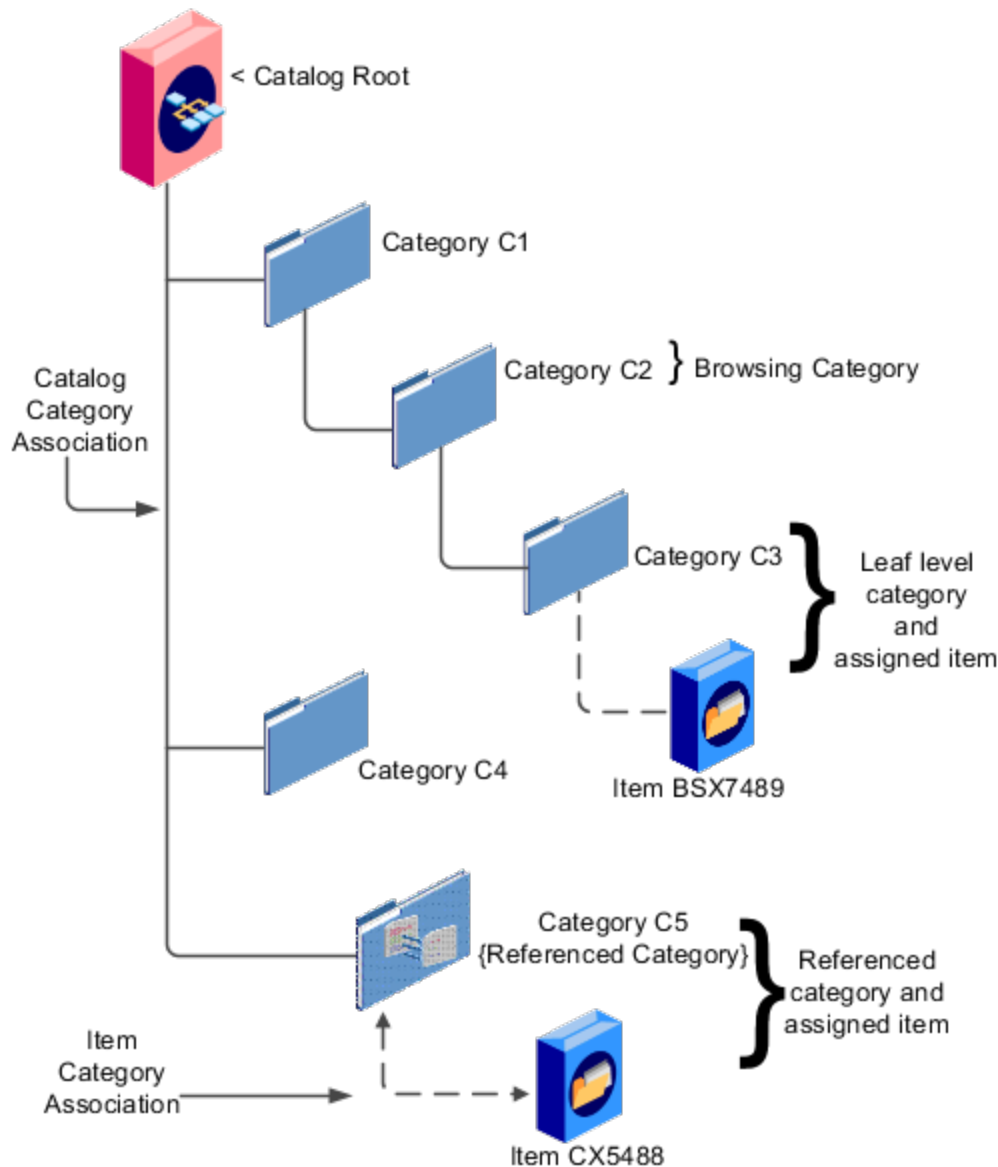 < Catalog Root
Category C1
Category C2 } Browsing Category
Catalog
Category
Association
Category C3
Leaf level
category
and
assigned item
Item BSX7489
Category C4
Category C5
{Referenced Category}
Referenced
category and
assigned item
Item
Category
Association
Item CX5488